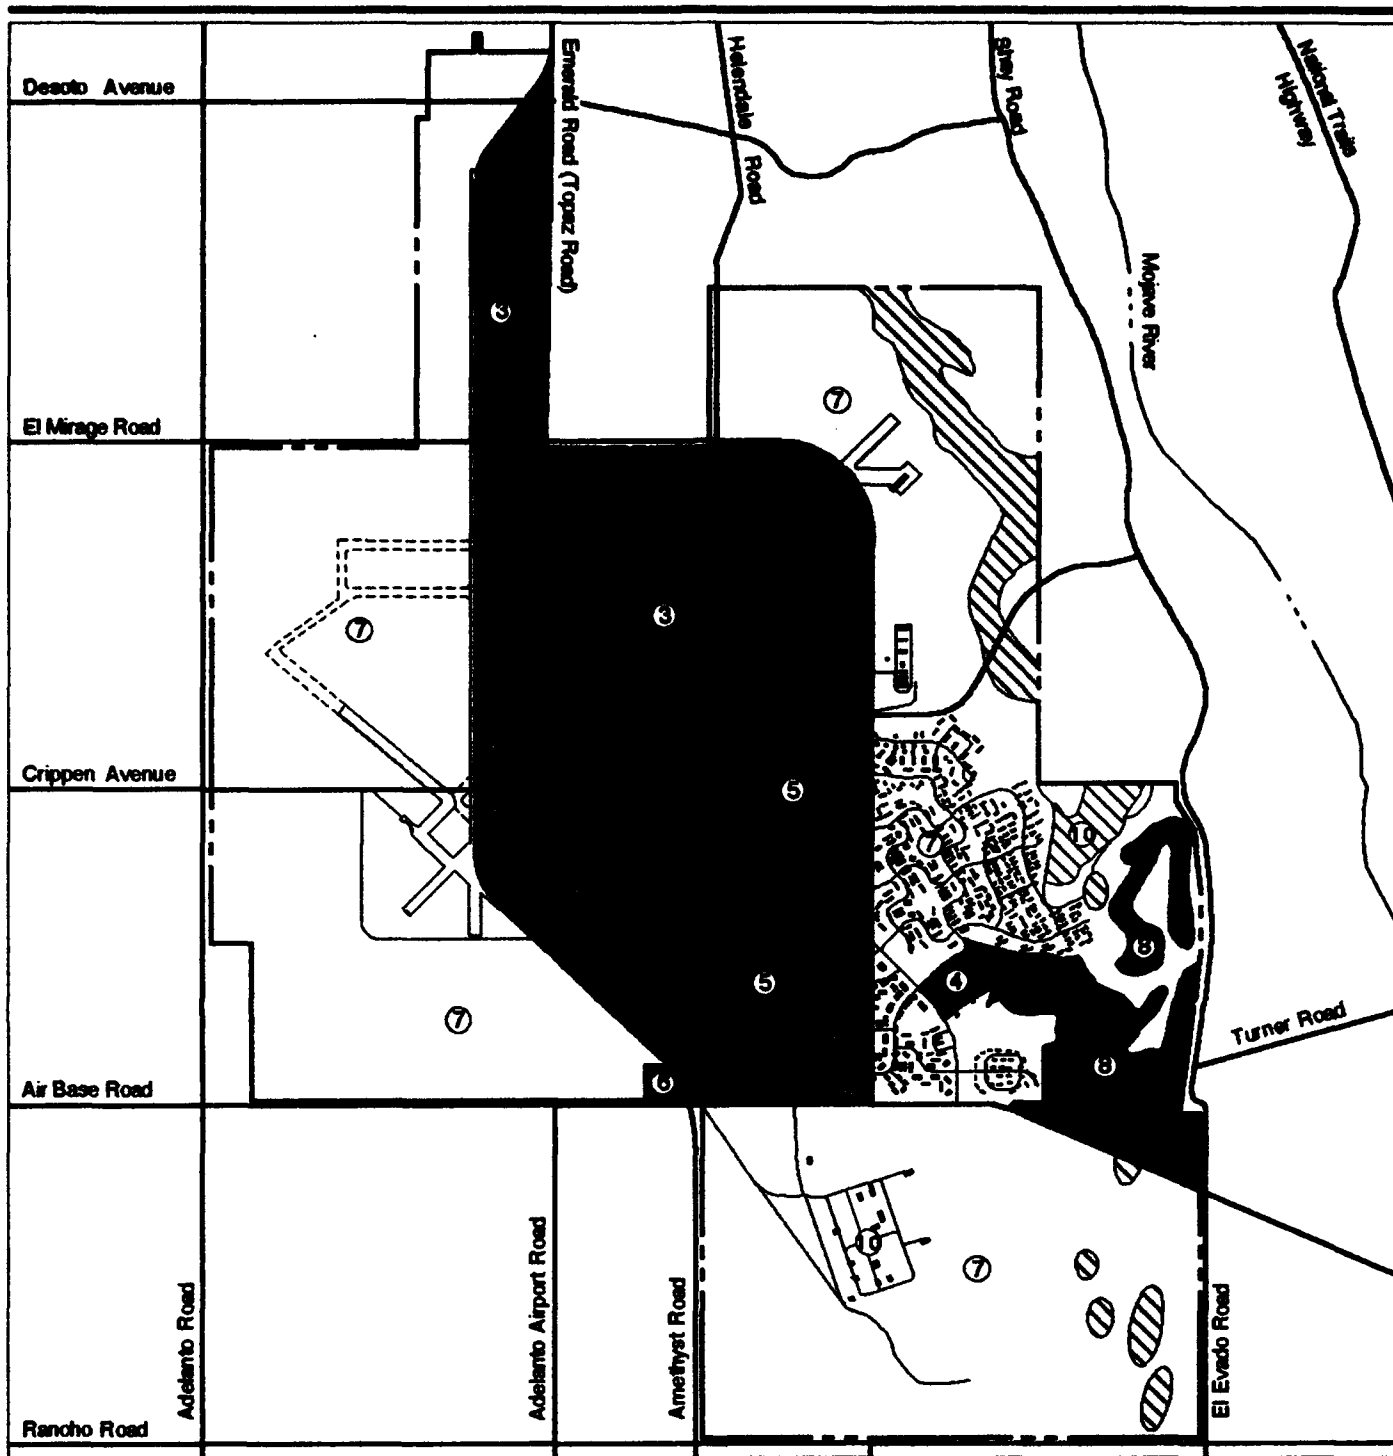 Desoto Avenue
Emerald Road (Topaz Road)
Helendale Road
Shay Road
National Trails
Highway
Mojave River
3
7
El Mirage Road
3
7
Crippen Avenue
5
10
7
8
5
4
7
Turner Road
8
6
Air Base Road
10
7
Adelanto Road
Adelanto Airport Road
Amethyst Road
El Evado Road
Rancho Road